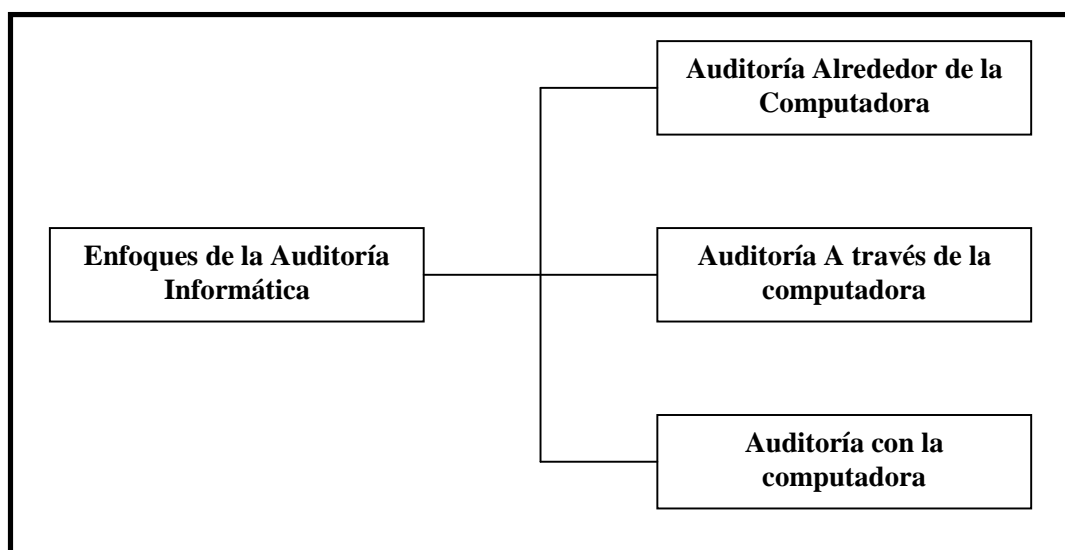 Auditoría Alrededor de la
Computadora
Enfoques de la Auditoría
Informática
Auditoría A través de la
computadora
Auditoría con la
computadora